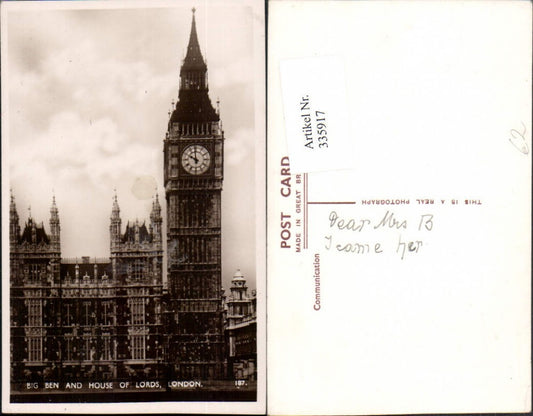 BIG BEN AND HOUSE OF LORDS, LONDON. 187.
Artikel Nr.
335917
62
POST CARD
MADE IN GREAT BR
THIS IS A REAL PHOTOGRAPH
Communication
Dear Mrs B
I came her